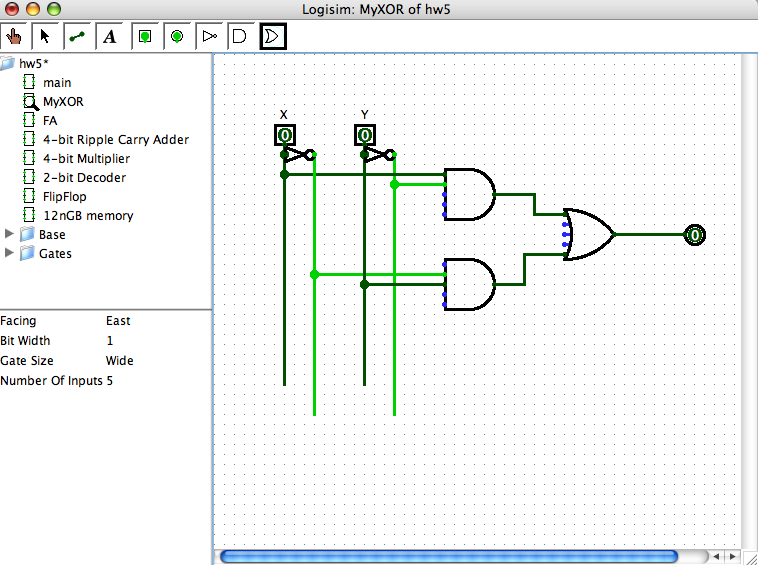 Logisim: MyXOR of hw5
A
hw5*
main
MyXOR
FA
4-bit Ripple Carry Adder
4-bit Multiplier
2-bit Decoder
FlipFlop
12nGB memory
Base
Gates
Facing East
Bit Width 1
Gate Size Wide
Number Of Inputs 5
X Y
0 0
0